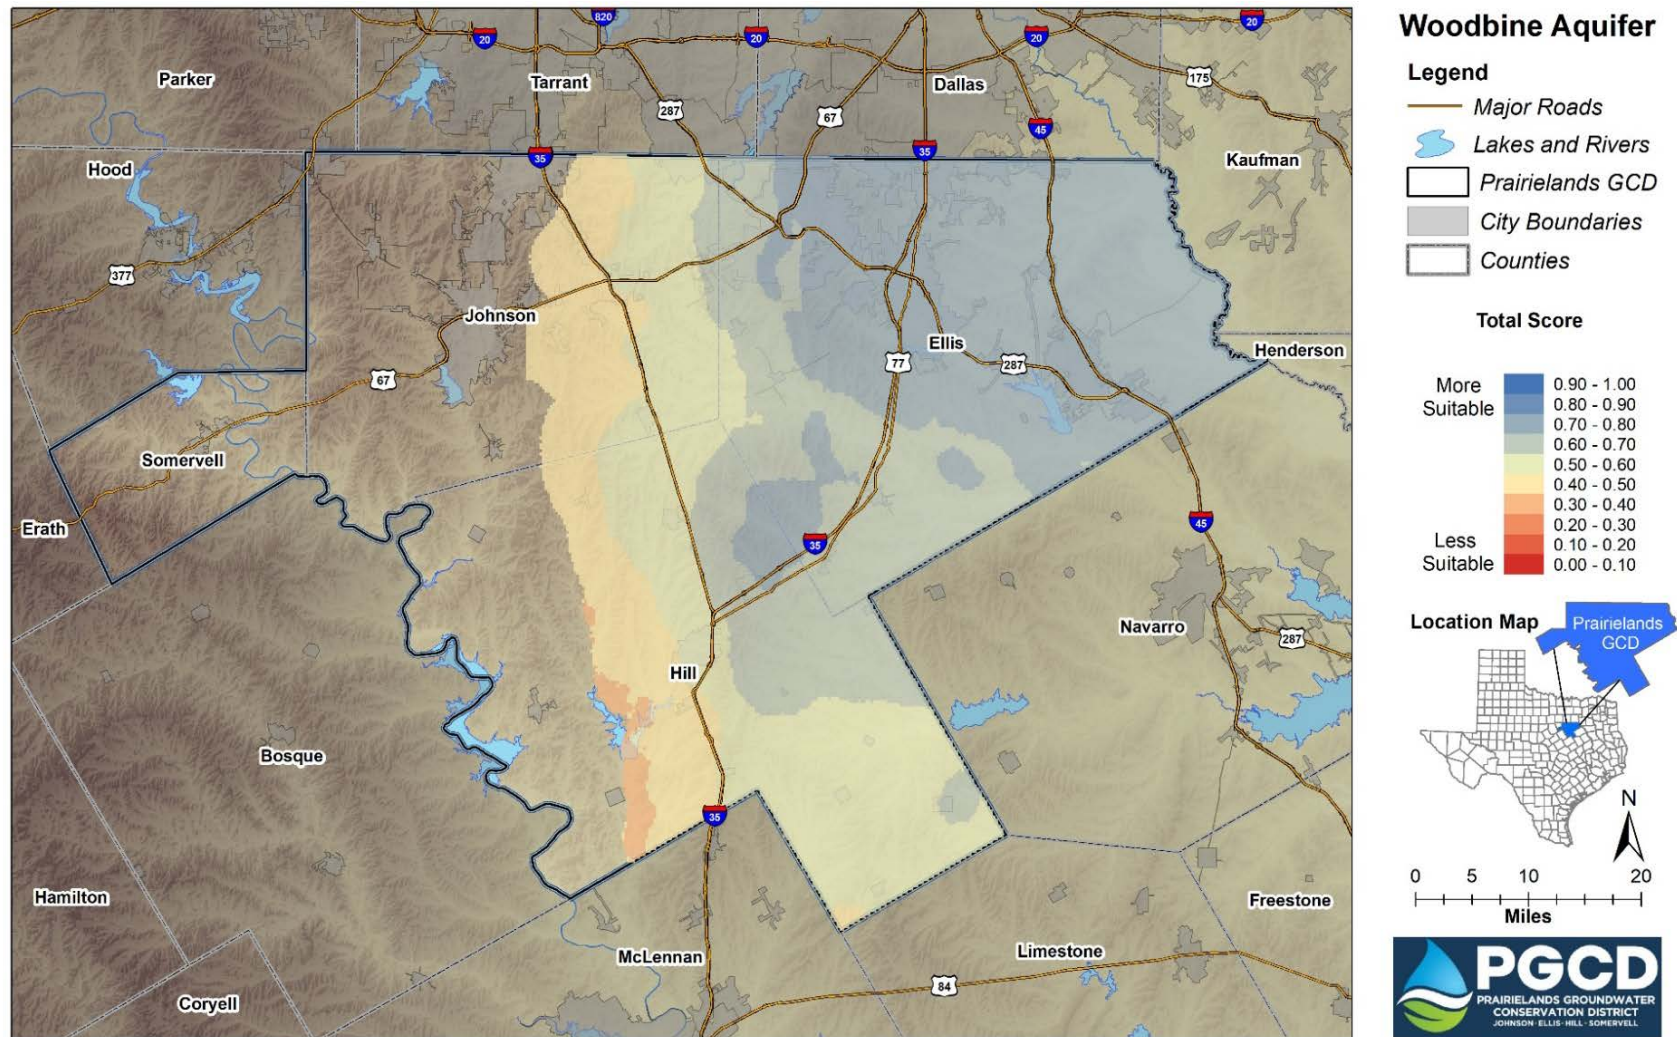 820
20
20
20
20
Parker
Tarrant
Dallas
175
287
67
45
35
35
Hood
Kaufman
377
Johnson
Ellis
Henderson
77
287
67
Somervell
Erath
45
35
Navarro
287
Hill
Bosque
35
Hamilton
Freestone
McLennan
Limestone
84
Coryell
Woodbine Aquifer
Legend
Major Roads
Lakes and Rivers
Prairielands GCD
City Boundaries
Counties
Total Score
More
Suitable
0.90 - 1.00
0.80 - 0.90
0.70 - 0.80
0.60 - 0.70
0.50 - 0.60
0.40 - 0.50
0.30 - 0.40
0.20 - 0.30
0.10 - 0.20
0.00 - 0.10
Less
Suitable
Location Map
Prairielands
GCD
N
0 5 10 20
Miles
PGCD
PRAIRIELANDS GROUNDWATER
CONSERVATION DISTRICT
JOHNSON - ELLIS - HILL - SOMERVELL